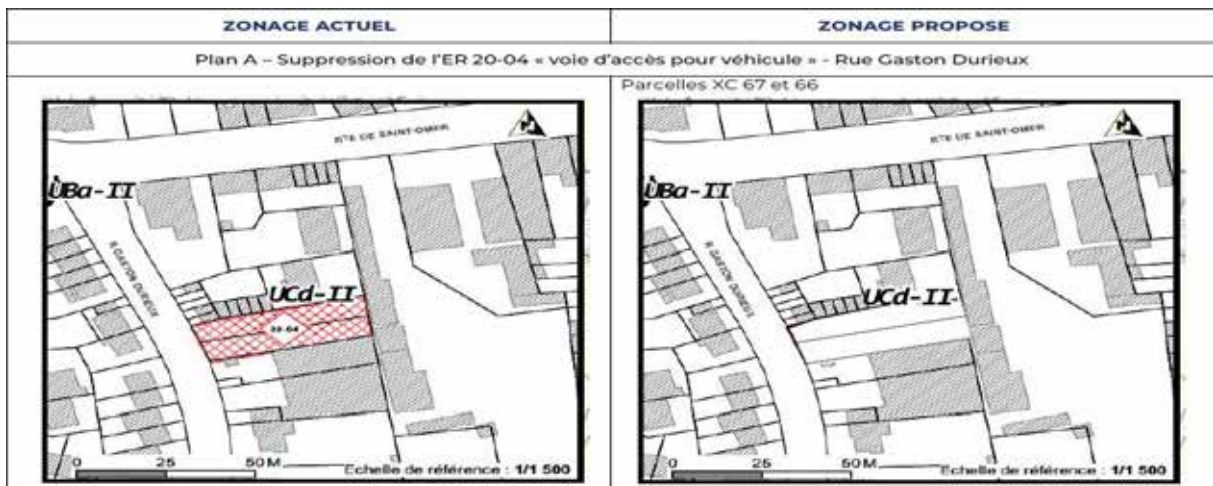 ZONAGE ACTUEL
ZONAGE PROPOSE
Plan A – Suppression de l'ER 20-04 « voie d'accès pour véhicule » - Rue Gaston Durieux
Parcelles XC 67 et 66
RTE DE SAINT-OMER
UBa-II
R GASTON DURIEUX
UCd-II
20-04
0 25 50 M
Echelle de référence : 1/1 500
RTE DE SAINT-OMER
UBa-II
R GASTON DURIEUX
UCd-II
0 25 50 M
Echelle de référence : 1/1 500